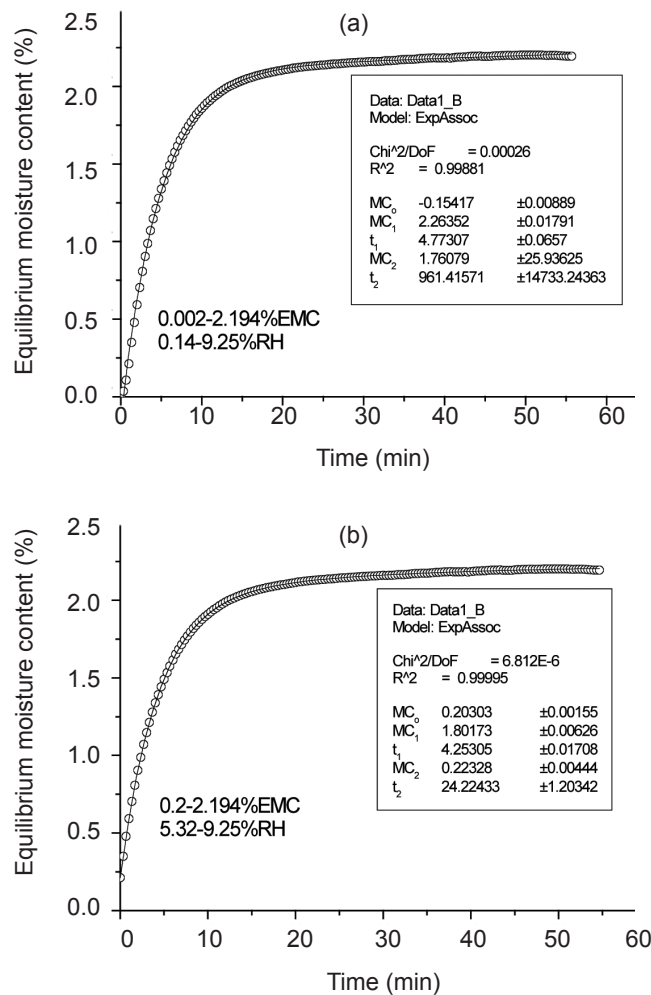 (a)
Equilibrium moisture content (%)
2.5
2.0
1.5
1.0
0.5
0.0
Data: Data1_B
Model: ExpAssoc
Chi^2/DoF = 0.00026
R^2 = 0.99881
MCₒ -0.15417 ±0.00889
MC₁ 2.26352 ±0.01791
t₁ 4.77307 ±0.0657
MC₂ 1.76079 ±25.93625
t₂ 961.41571 ±14733.24363
0.002-2.194%EMC
0.14-9.25%RH
0 10 20 30 40 50 60
Time (min)
(b)
Equilibrium moisture content (%)
2.5
2.0
1.5
1.0
0.5
0.0
Data: Data1_B
Model: ExpAssoc
Chi^2/DoF = 6.812E-6
R^2 = 0.99995
MCₒ 0.20303 ±0.00155
MC₁ 1.80173 ±0.00626
t₁ 4.25305 ±0.01708
MC₂ 0.22328 ±0.00444
t₂ 24.22433 ±1.20342
0.2-2.194%EMC
5.32-9.25%RH
0 10 20 30 40 50 60
Time (min)